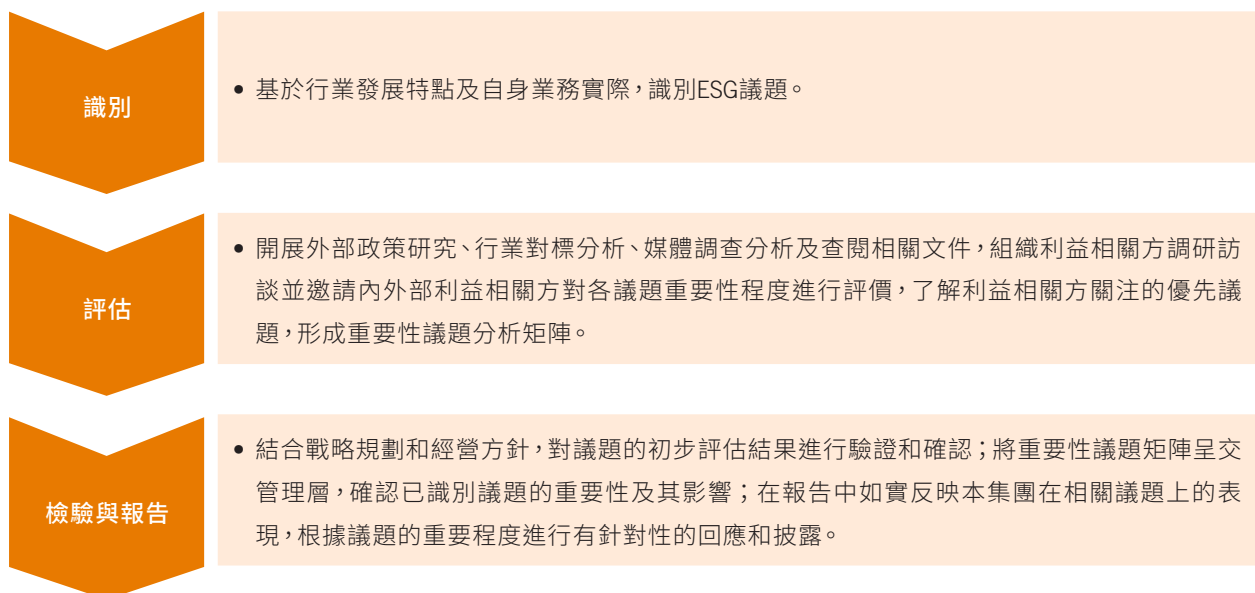 識別
• 基於行業發展特點及自身業務實際，識別ESG議題。
評估
• 開展外部政策研究、行業對標分析、媒體調查分析及查閱相關文件，組織利益相關方調研訪
談並邀請內外部利益相關方對各議題重要性程度進行評價，了解利益相關方關注的優先議
題，形成重要性議題分析矩陣。
檢驗與報告
• 結合戰略規劃和經營方針，對議題的初步評估結果進行驗證和確認；將重要性議題矩陣呈交
管理層，確認已識別議題的重要性及其影響；在報告中如實反映本集團在相關議題上的表
現，根據議題的重要程度進行有針對性的回應和披露。